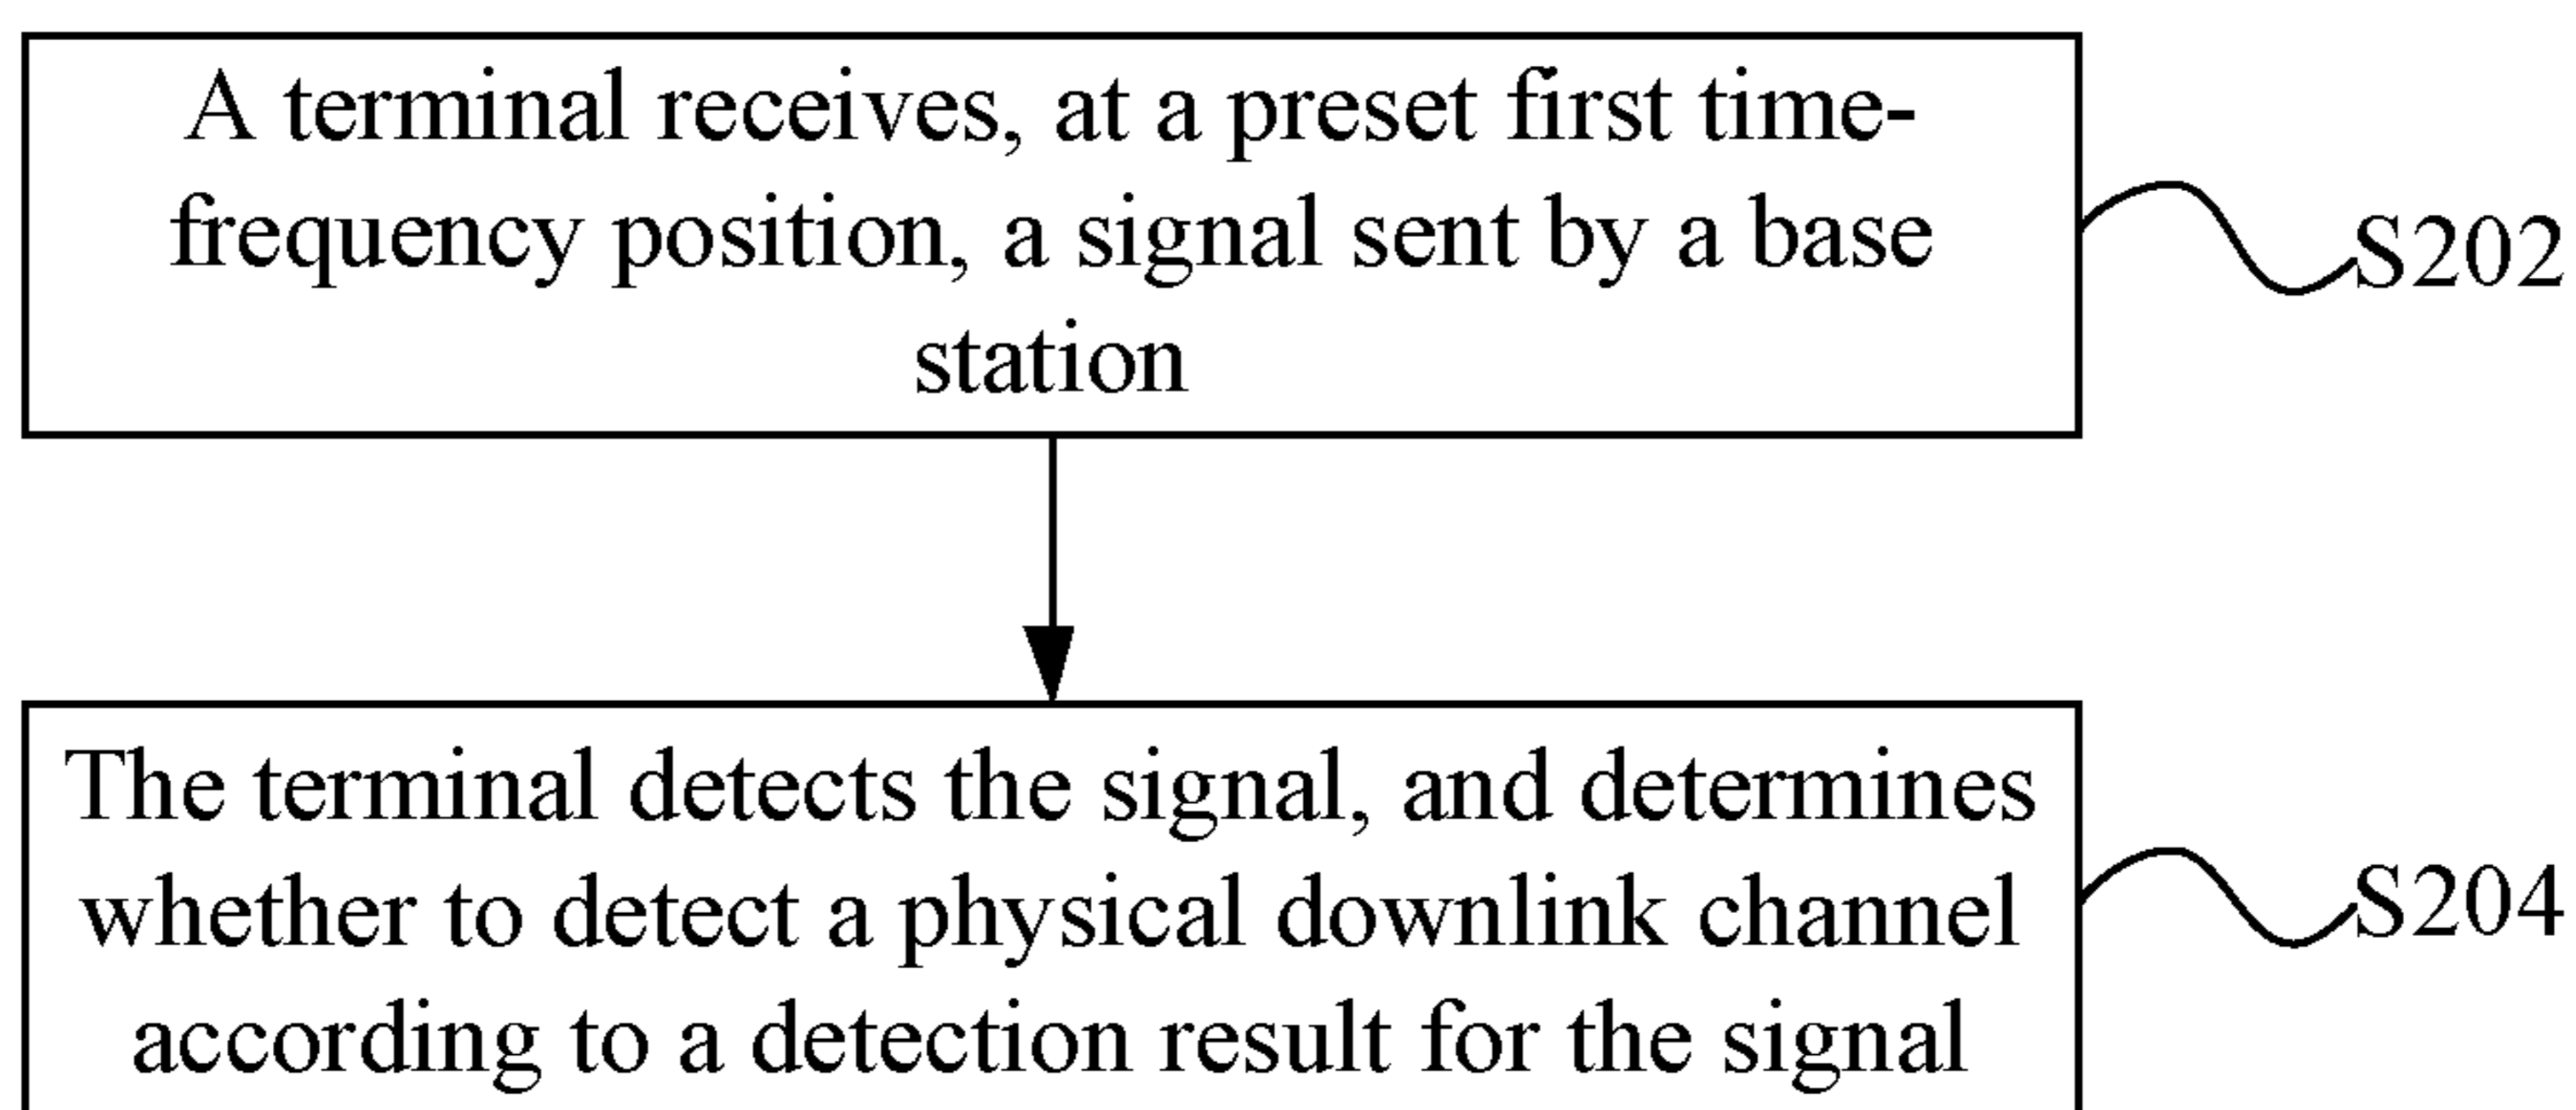 A terminal receives, at a preset first time-
frequency position, a signal sent by a base
station
S202
The terminal detects the signal, and determines
whether to detect a physical downlink channel
according to a detection result for the signal
S204